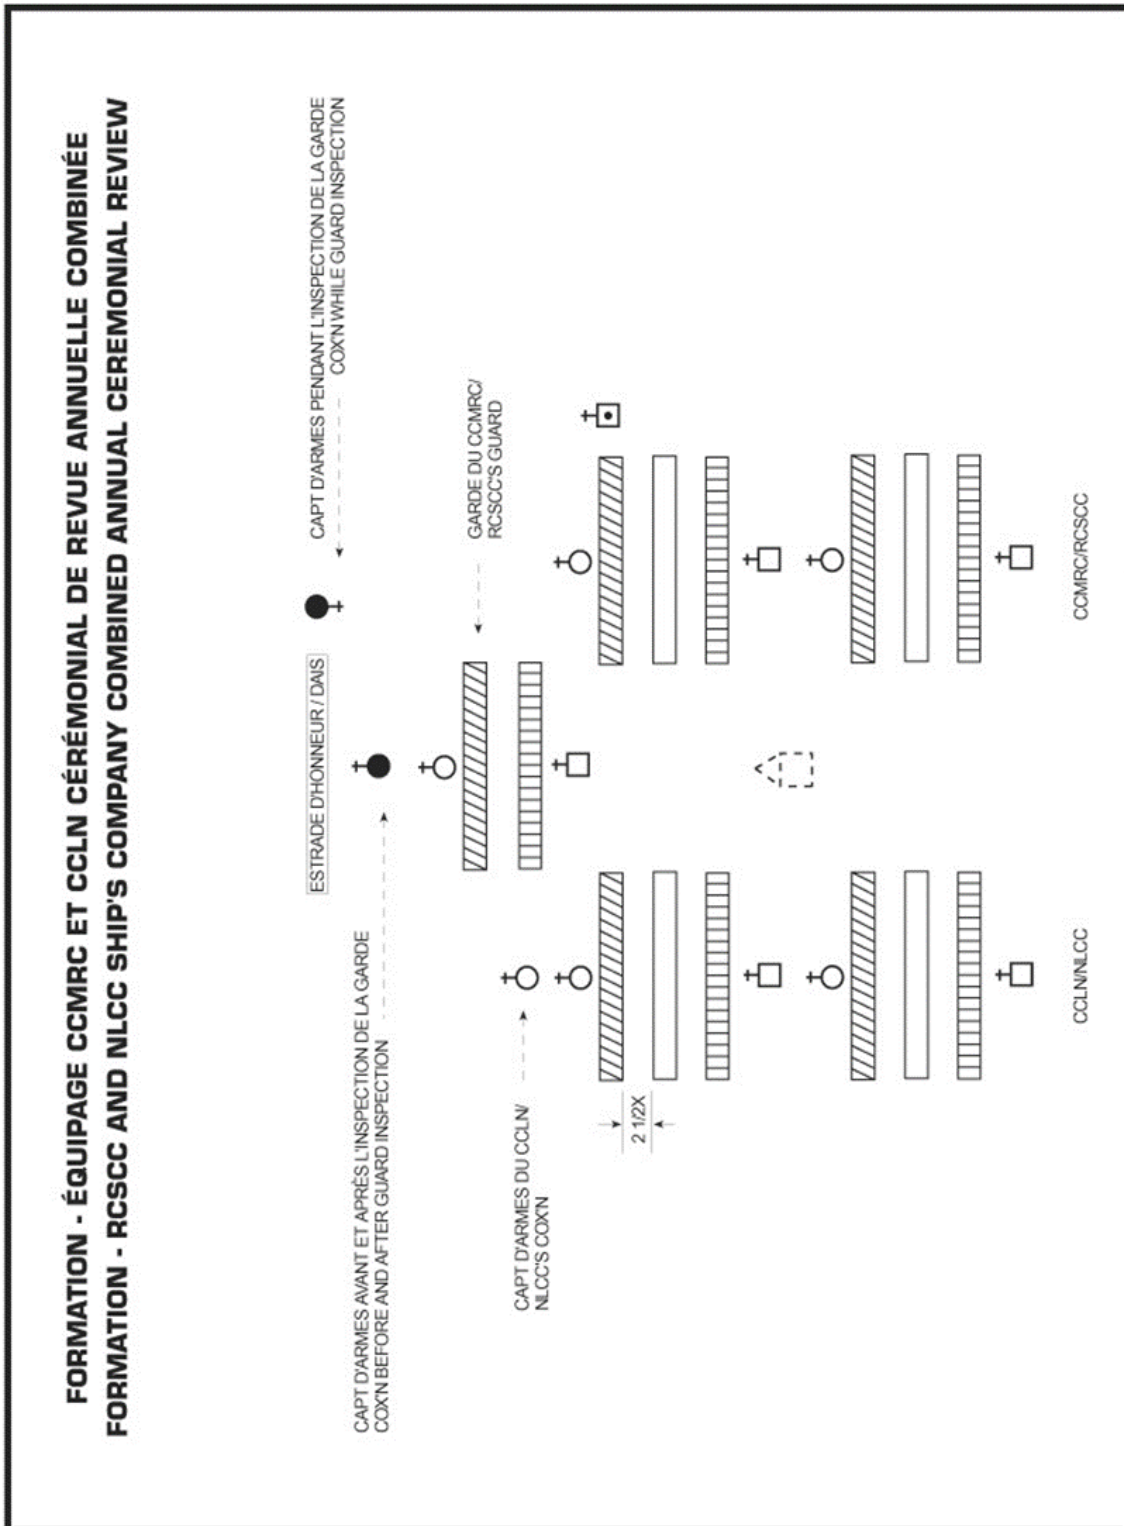 FORMATION - ÉQUIPAGE CCMRC ET CCLN CÉRÉMONIAL DE REVUE ANNUELLE COMBINÉE
FORMATION - RCSCC AND NLCC SHIP'S COMPANY COMBINED ANNUAL CEREMONIAL REVIEW
CAPT D'ARMES PENDANT L'INSPECTION DE LA GARDE
COX'N WHILE GUARD INSPECTION
ESTRADE D'HONNEUR / DAIS
CAPT D'ARMES AVANT ET APRÈS L'INSPECTION DE LA GARDE
COX'N BEFORE AND AFTER GUARD INSPECTION
GARDE DU CCMRC/
RCSCC'S GUARD
CAPT D'ARMES DU CCLN/
NLCC'S COX'N
2 1/2X
CCLN/NLCC
CCMRC/RCSCC